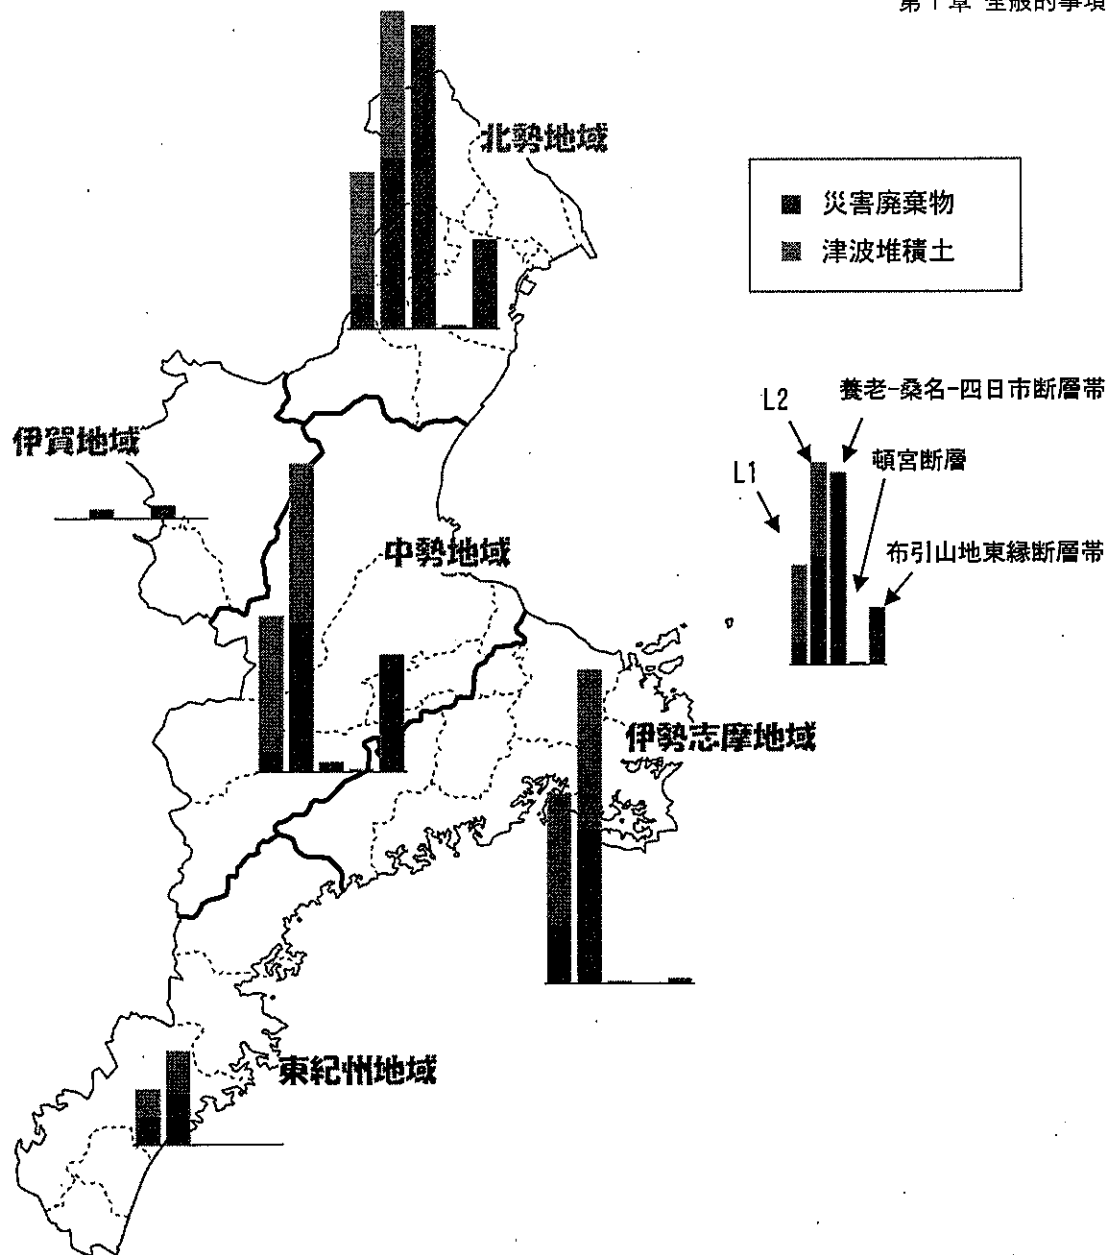 第１章 全般的事項
北勢地域
■ 災害廃棄物
■ 津波堆積土
伊賀地域
中勢地域
伊勢志摩地域
東紀州地域
L1
L2
養老-桑名-四日市断層帯
頓宮断層
布引山地東縁断層帯